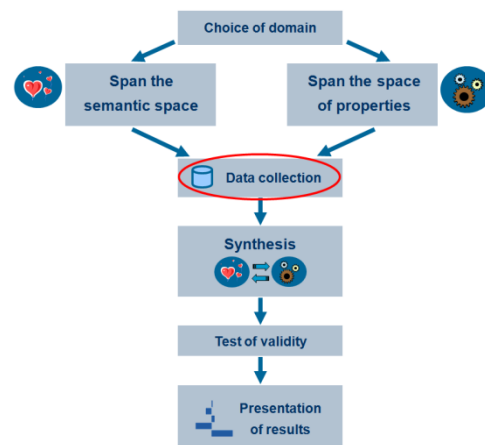 Choice of domain
Span the
semantic space
Span the space
of properties
Data collection
Synthesis
Test of validity
Presentation
of results